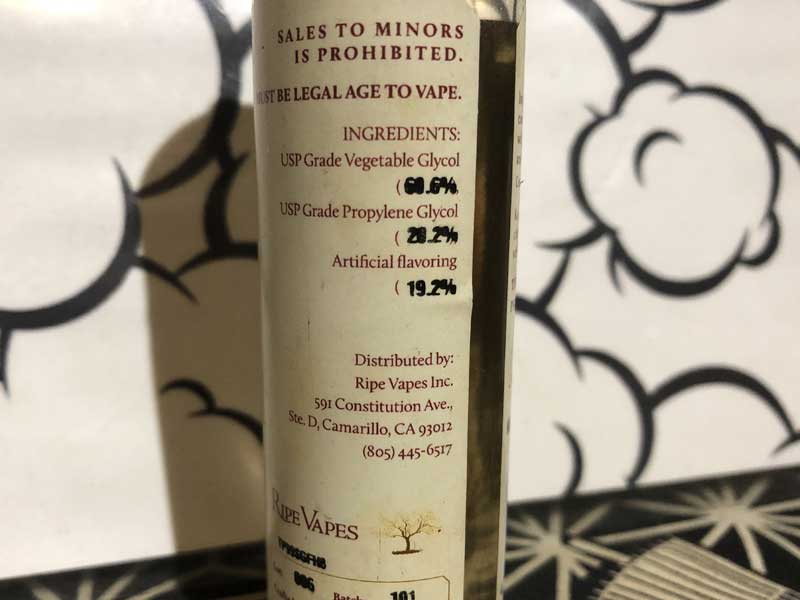 SALES TO MINORS
IS PROHIBITED.
MUST BE LEGAL AGE TO VAPE.
INGREDIENTS:
USP Grade Vegetable Glycol
( 60.6%
USP Grade Propylene Glycol
( 20.2%
Artificial flavoring
( 19.2%
Distributed by:
Ripe Vapes Inc.
591 Constitution Ave.,
Ste. D, Camarillo, CA 93012
(805) 445-6517
RIPE VAPES
006
Batch
101